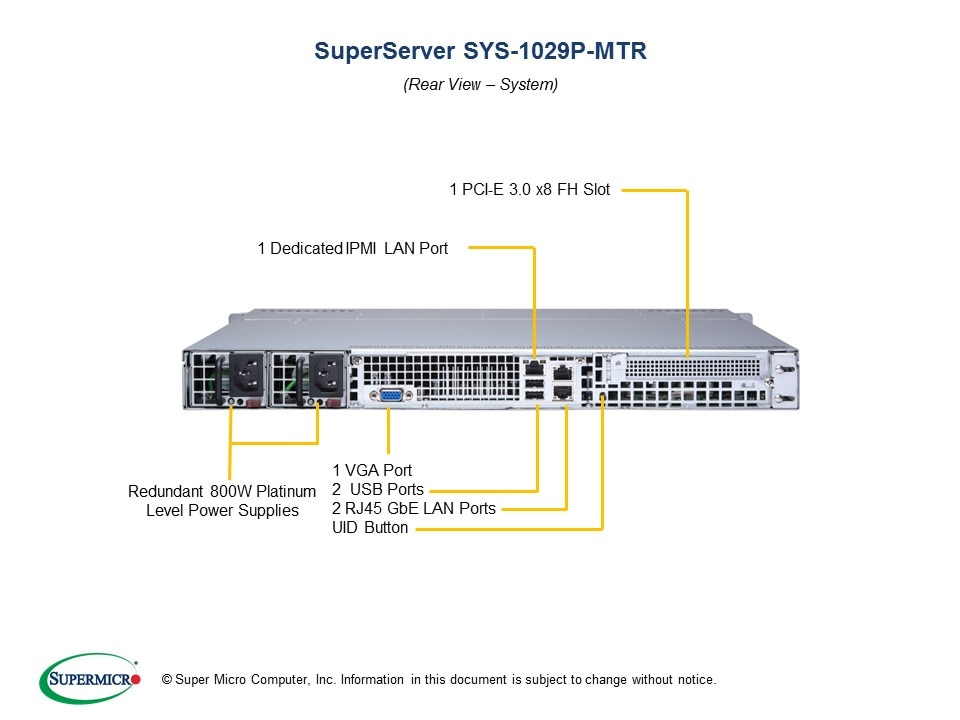 SuperServer SYS-1029P-MTR
(Rear View – System)
1 PCI-E 3.0 x8 FH Slot
1 Dedicated IPMI LAN Port
1 VGA Port
2 USB Ports
2 RJ45 GbE LAN Ports
UID Button
Redundant 800W Platinum
Level Power Supplies
SUPERMICRO
© Super Micro Computer, Inc. Information in this document is subject to change without notice.